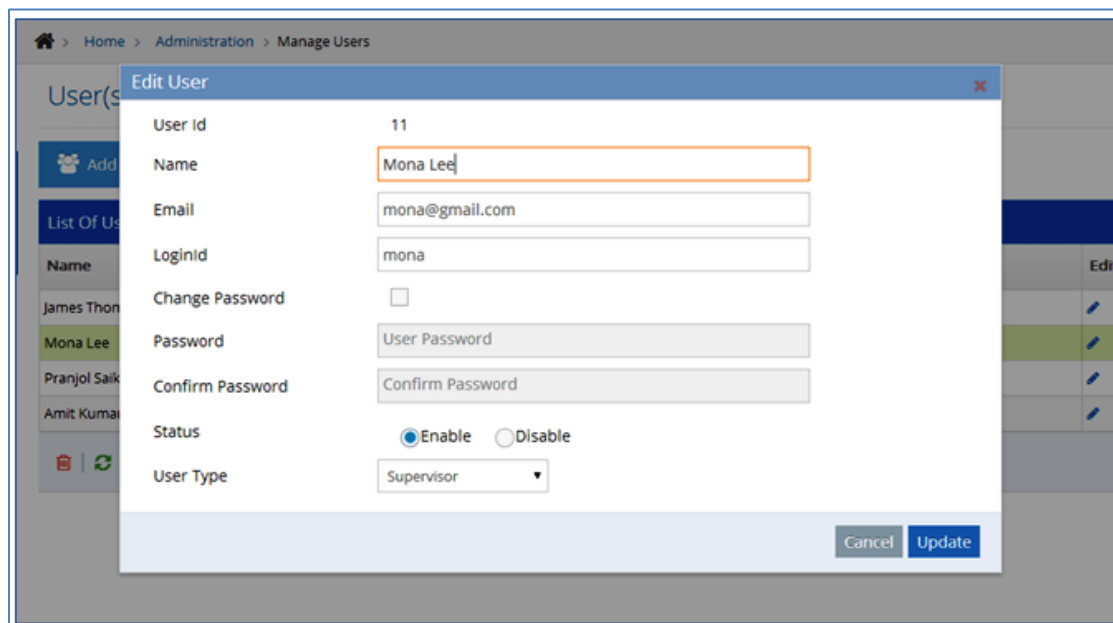 > Home > Administration > Manage Users
User(s
Edit User
User Id 11
Add
Name Mona Lee
Email mona@gmail.com
List Of Us
LoginId mona
Name Edi
Change Password
James Thon
Password User Password
Mona Lee
Pranjol Saik
Confirm Password Confirm Password
Amit Kumar
Status Enable Disable
User Type Supervisor
Cancel Update